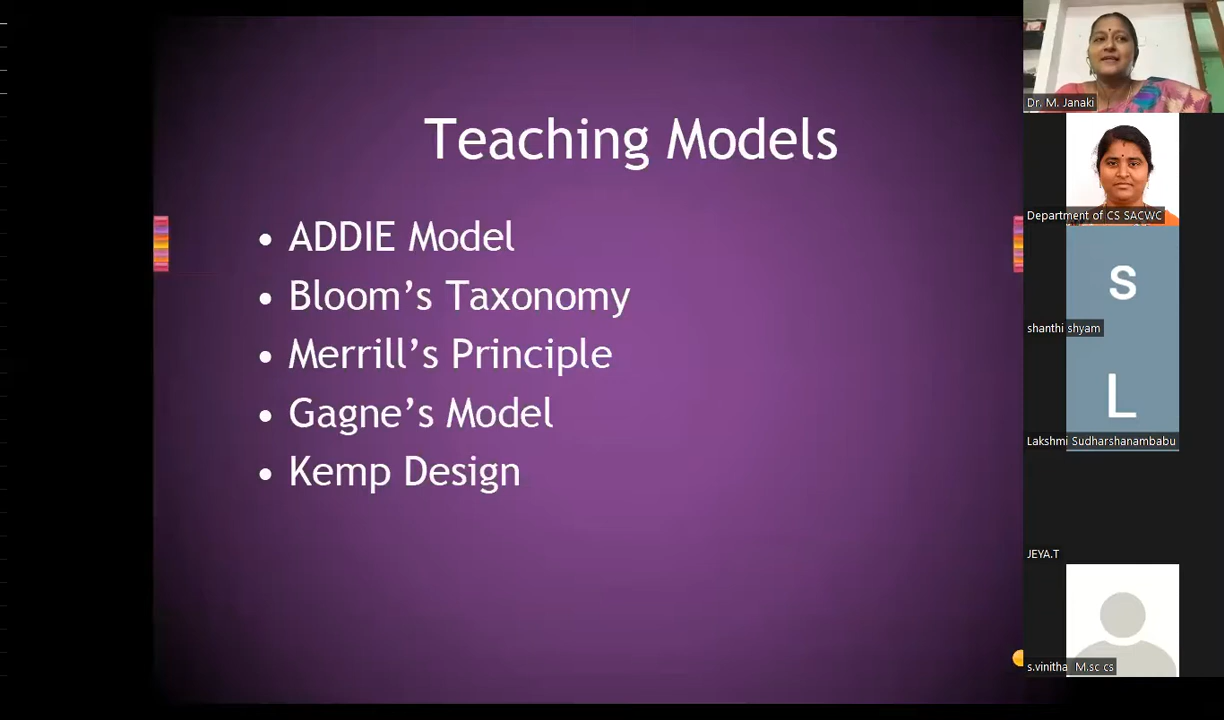 Teaching Models
• ADDIE Model
• Bloom’s Taxonomy
• Merrill’s Principle
• Gagne’s Model
• Kemp Design
Dr. M. Janaki
Department of CS SACWC
S
shanthi shyam
L
Lakshmi Sudharshanambabu
JEYA.T
s.vinitha M.sc cs